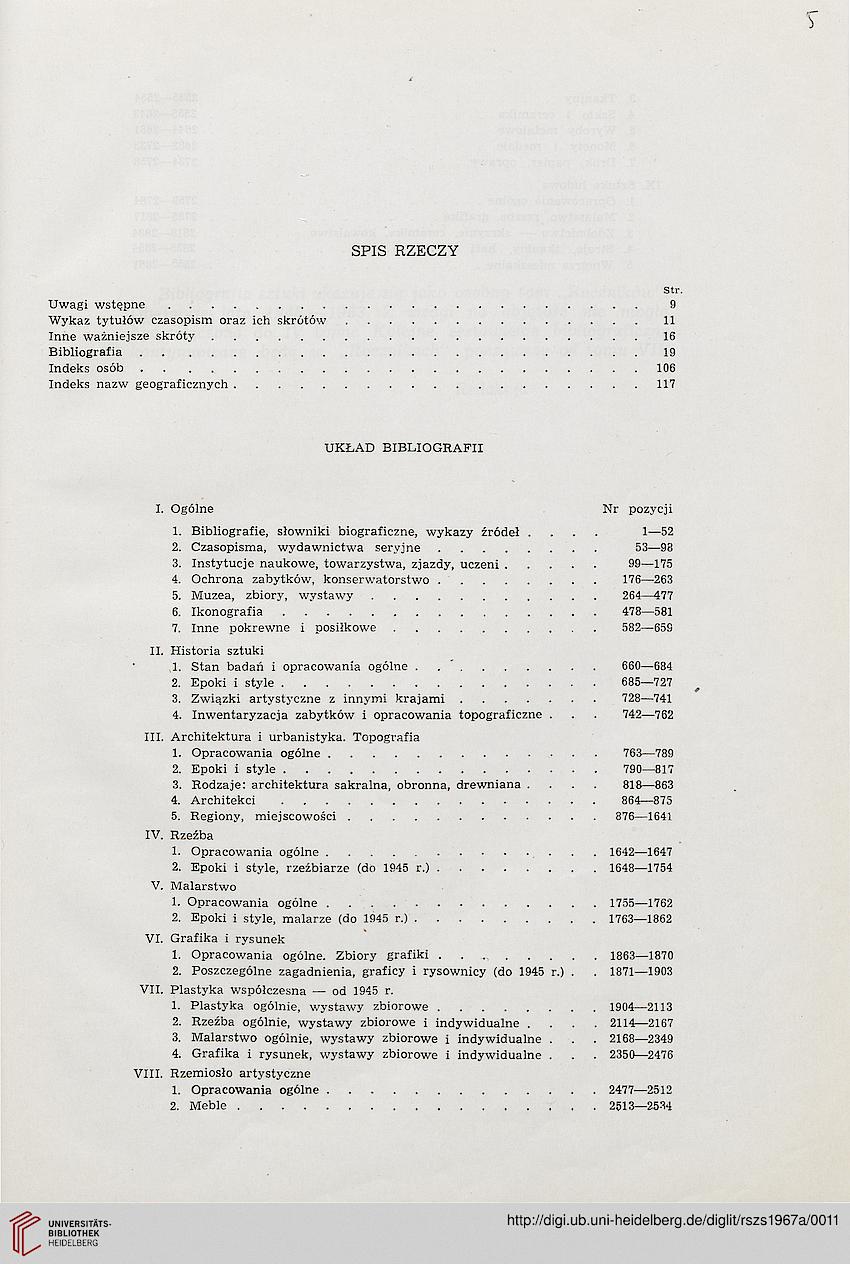 5
SPIS RZECZY
Str.
Uwagi wstępne . . . . . . . . . . . . . . . . . . . . . . 9
Wykaz tytułów czasopism oraz ich skrótów . . . . . . . . . . . . . . 11
Inne ważniejsze skróty . . . . . . . . . . . . . . . . . . . . 16
Bibliografia . . . . . . . . . . . . . . . . . . . . . . . 19
Indeks osób . . . . . . . . . . . . . . . . . . . . . . . 106
Indeks nazw geograficznych . . . . . . . . . . . . . . . . . . . 117
UKŁAD BIBLIOGRAFII
I. Ogólne Nr pozycji
1. Bibliografie, słowniki biograficzne, wykazy źródeł . . . . 1—52
2. Czasopisma, wydawnictwa seryjne . . . . . . . . 53—98
3. Instytucje naukowe, towarzystwa, zjazdy, uczeni . . . . . 99—175
4. Ochrona zabytków, konserwatorstwo . . . . . . . . 176—263
5. Muzea, zbiory, wystawy . . . . . . . . . . . 264—477
6. Ikonografia . . . . . . . . . . . . . . . 478—581
7. Inne pokrewne i posiłkowe . . . . . . . . . . 582—659
II. Historia sztuki
1. Stan badań i opracowania ogólne . . . . . . . . . 660—684
2. Epoki i style . . . . . . . . . . . . . . . 685—727
3. Związki artystyczne z innymi krajami . . . . . . . 728—741
4. Inwentaryzacja zabytków i opracowania topograficzne . . . 742—762
III. Architektura i urbanistyka. Topografia
1. Opracowania ogólne . . . . . . . . . . . . . 763—789
2. Epoki i style . . . . . . . . . . . . . . . 790—817
3. Rodzaje: architektura sakralna, obronna, drewniana . . . . 818—863
4. Architekci . . . . . . . . . . . . . . . 864—875
5. Regiony, miejscowości . . . . . . . . . . . . 876—1641
IV. Rzeźba
1. Opracowania ogólne . . . . . . . . . . . . . 1642—1647
2. Epoki i style, rzeźbiarze (do 1945 r.) . . . . . . . . 1648—1754
V. Malarstwo
1. Opracowania ogólne . . . . . . . . . . . . . 1755—1762
2. Epoki i style, malarze (do 1945 r.) . . . . . . . . . 1763—1862
VI. Grafika i rysunek
1. Opracowania ogólne. Zbiory grafiki . . . . . . . . 1863—1870
2. Poszczególne zagadnienia, graficy i rysownicy (do 1945 r.) . . 1871—1903
VII. Plastyka współczesna — od 1945 r.
1. Plastyka ogólnie, wystawy zbiorowe . . . . . . . . 1904—2113
2. Rzeźba ogólnie, wystawy zbiorowe i indywidualne . . . . 2114—2167
3. Malarstwo ogólnie, wystawy zbiorowe i indywidualne . . . 2168—2349
4. Grafika i rysunek, wystawy zbiorowe i indywidualne . . . 2350—2476
VIII. Rzemiosło artystyczne
1. Opracowania ogólne . . . . . . . . . . . . . 2477—2512
2. Meble . . . . . . . . . . . . . . . . . 2513—2534
UNIVERSITÄTS-
BIBLIOTHEK
HEIDELBERG
http://digi.ub.uni-heidelberg.de/diglit/rszs1967a/0011